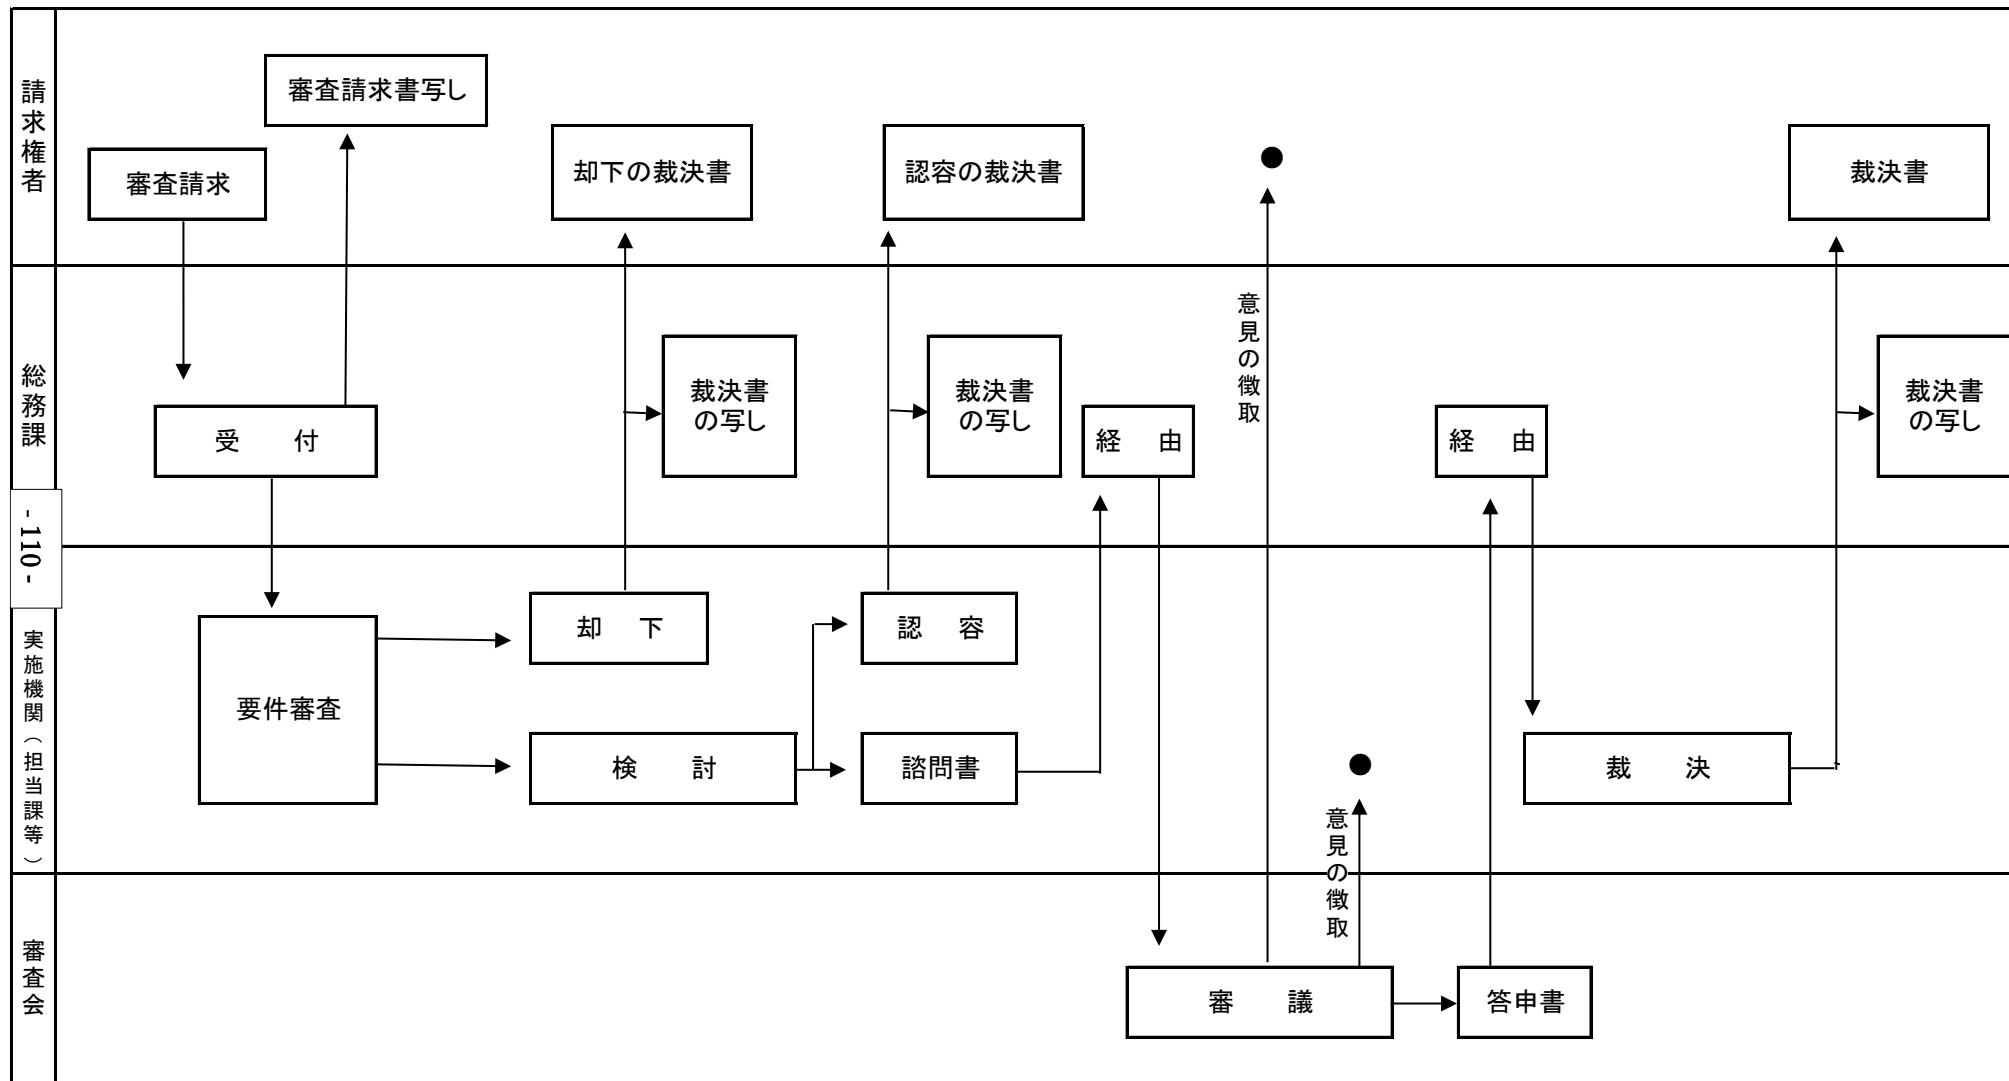 請求権者
審査請求書写し
審査請求
却下の裁決書
認容の裁決書
裁決書
総務課
意見の徴取
裁決書
の写し
裁決書
の写し
裁決書
の写し
受　　付
経　由
経　由
- 110 -
実施機関（担当課等）
却　下
認　容
要件審査
検　　討
諮問書
裁　　決
意見の徴取
審査会
審　　議
答申書